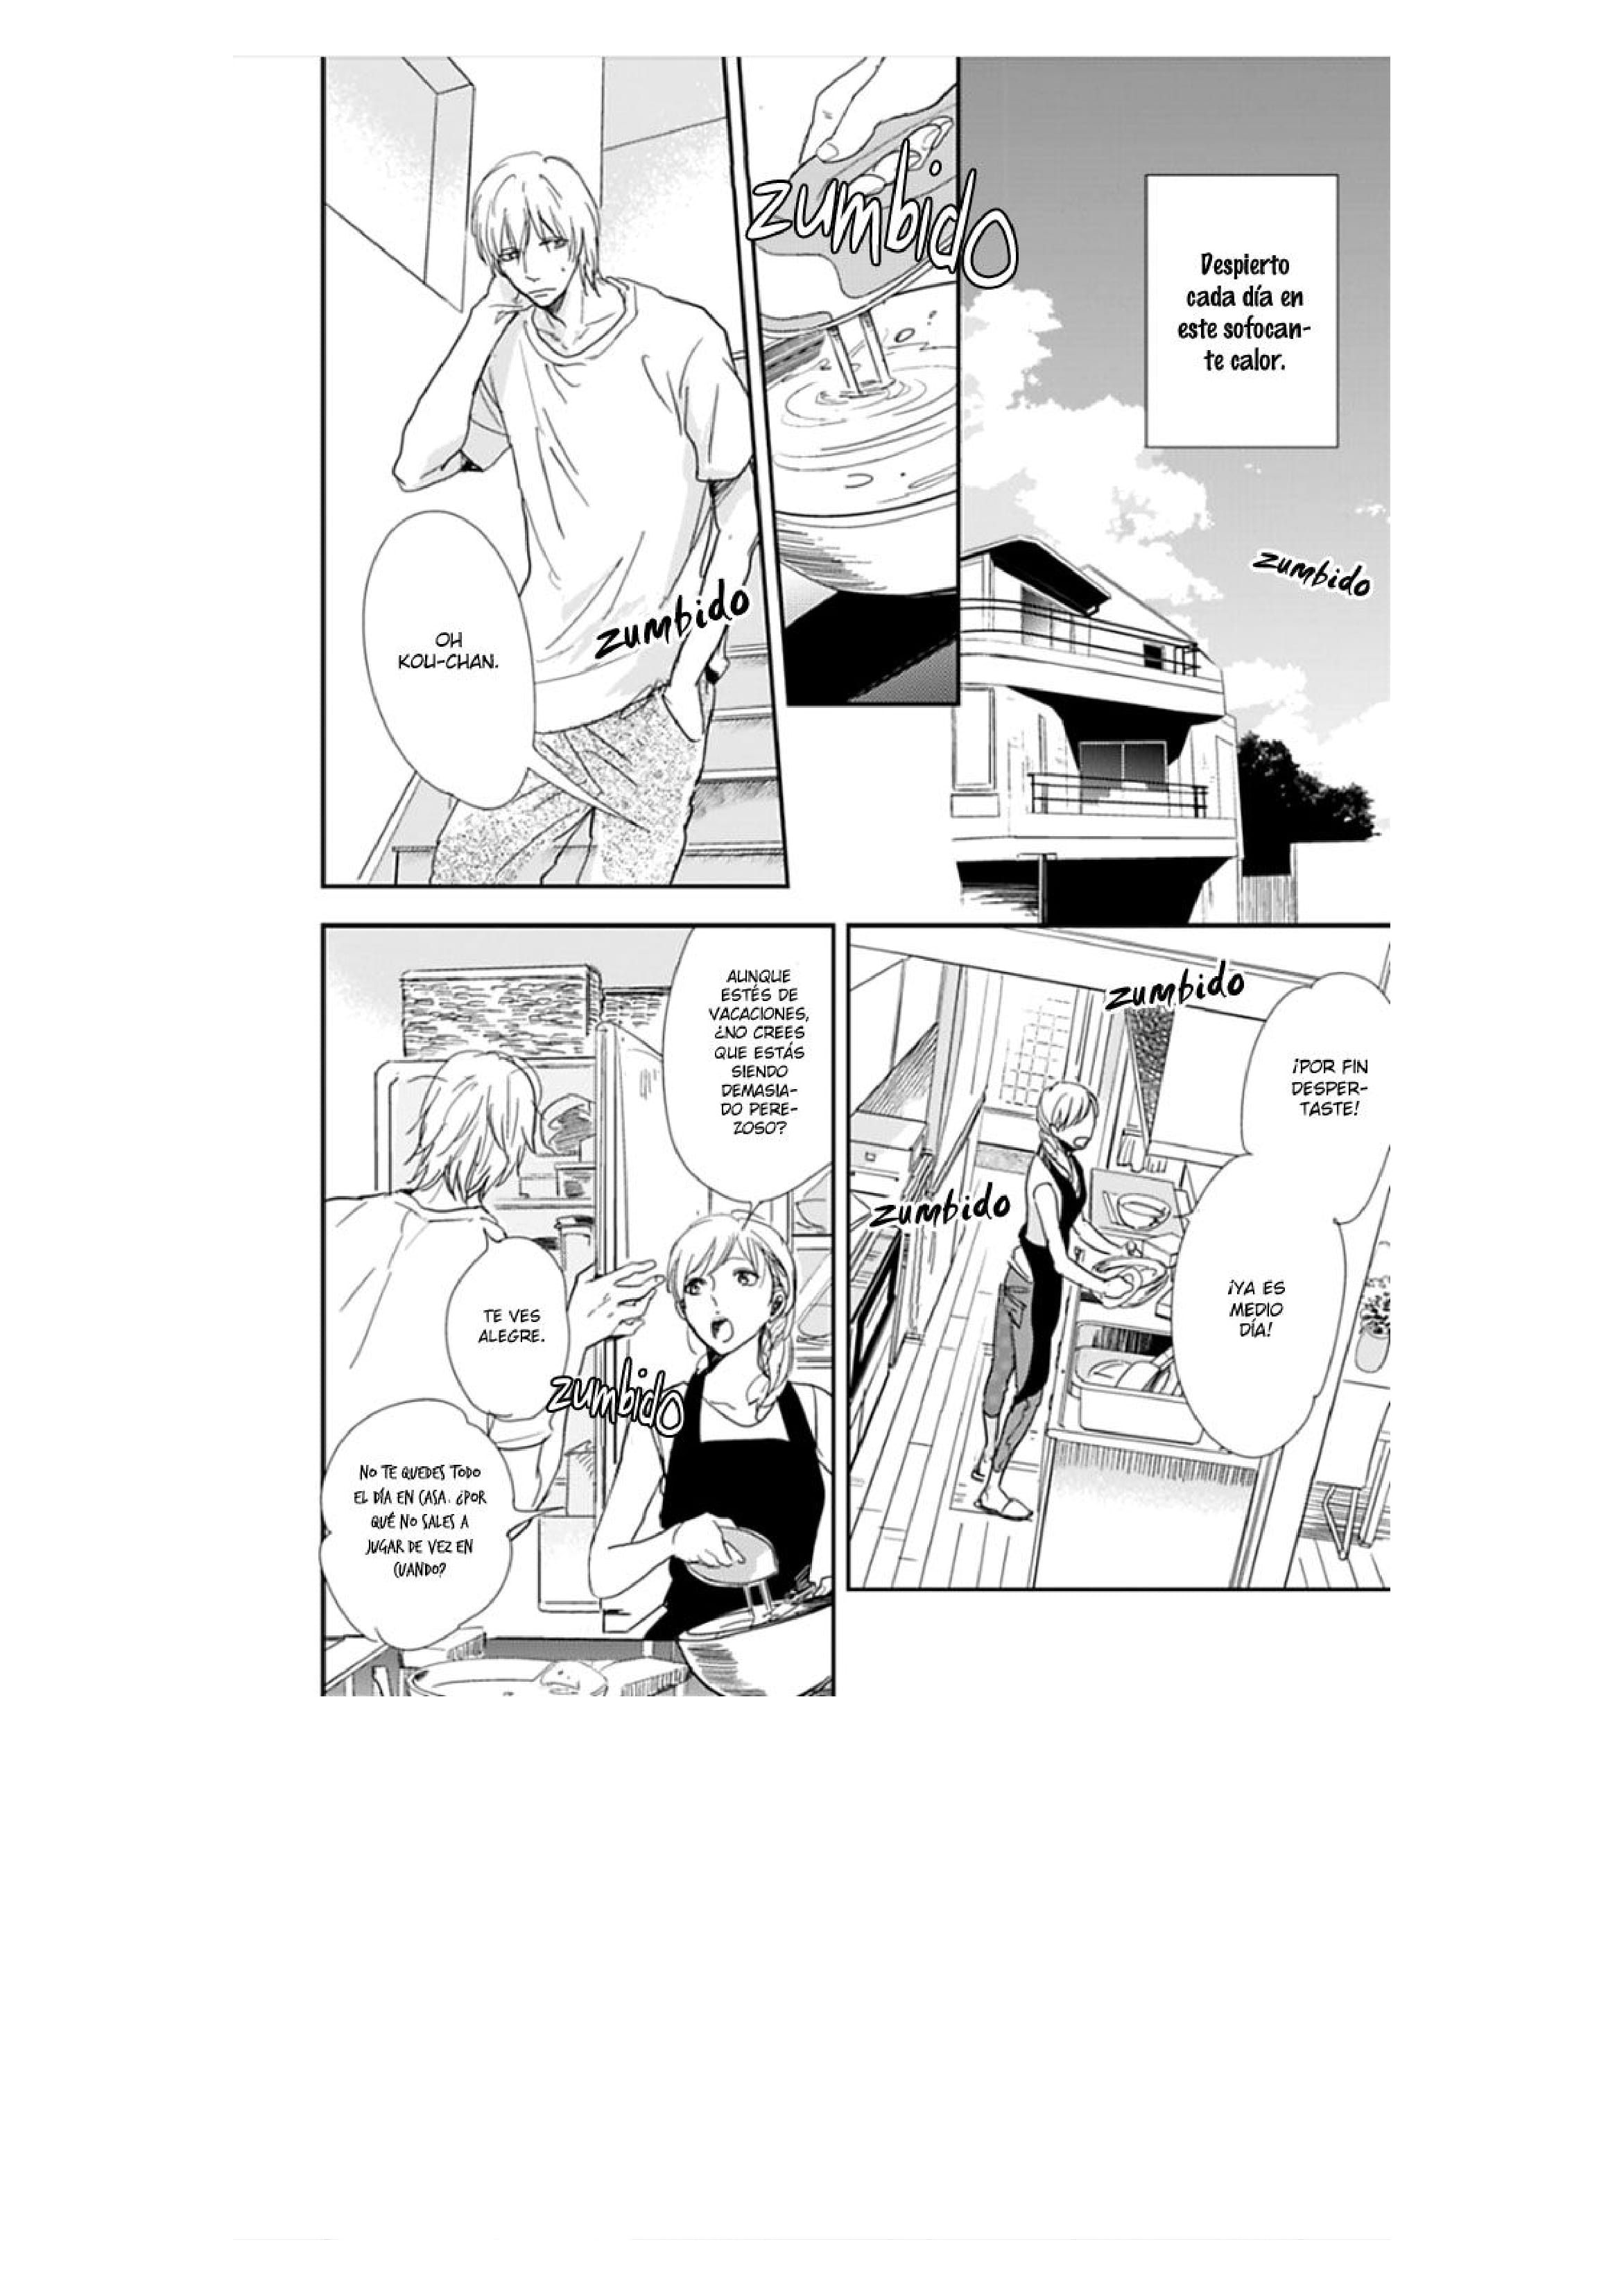 Despierto
cada día en
este sofocan-
te calor.
zumbido
zumbido
zumbido
OH
KOU-CHAN.
zumbido
¡POR FIN
DESPER-
TASTE!
zumbido
¡YA ES
MEDIO
DÍA!
AUNQUE
ESTÉS DE
VACACIONES,
¿NO CREES
QUE ESTÁS
SIENDO
DEMASIA-
DO PERE-
ZOSO?
TE VES
ALEGRE.
zumbido
NO TE QUEDES TODO
EL DÍA EN CASA. ¿POR
QUÉ NO SALES A
JUGAR DE VEZ EN
CUANDO?